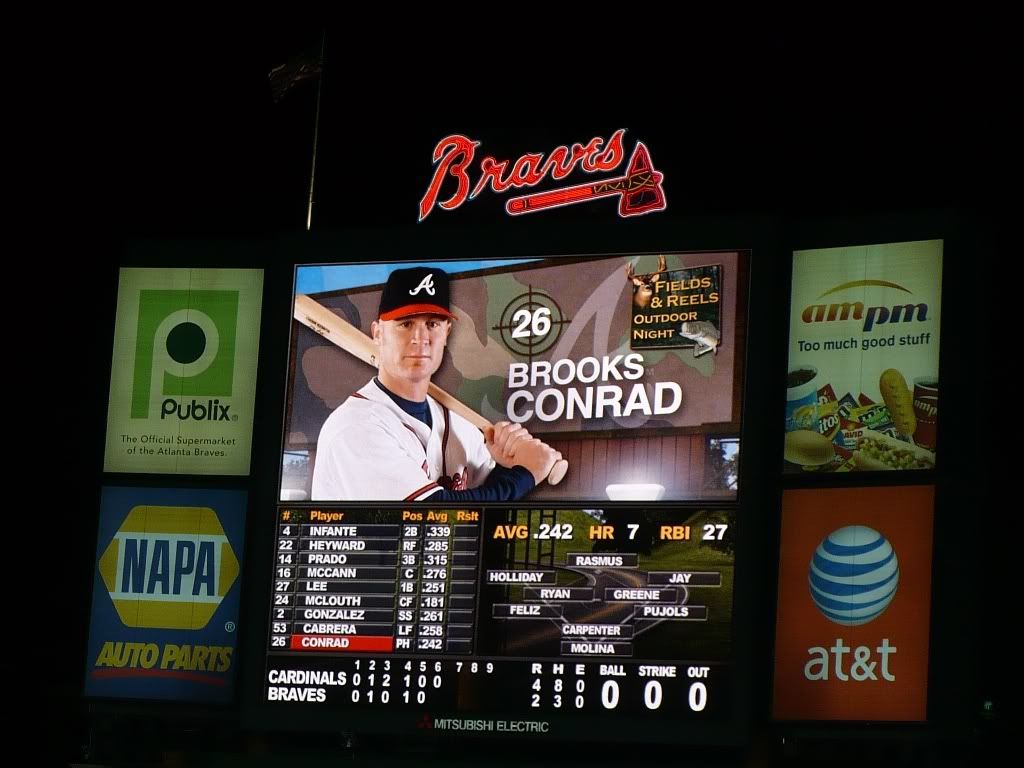 Braves
A
26
BROOKS
CONRAD
FIELDS
& REELS
OUTDOOR
NIGHT
P
Publix®
The Official Supermarket
of the Atlanta Braves.
ampm
Too much good stuff
NAPA®
AUTO PARTS
at&t
# Player Pos Avg Rslt
4 INFANTE 2B .339
22 HEYWARD RF .285
14 PRADO 3B .315
16 MCCANN C .276
27 LEE 1B .251
24 MCLOUTH CF .181
2 GONZALEZ SS .261
53 CABRERA LF .258
26 CONRAD PH .242
AVG .242 HR 7 RBI 27
RASMUS
HOLLIDAY JAY
RYAN GREENE
FELIZ PUJOLS
CARPENTER
MOLINA
1 2 3 4 5 6 7 8 9 R H E BALL STRIKE OUT
CARDINALS 0 1 2 1 0 0 4 8 0 0 0 0
BRAVES 0 1 0 1 0 2 3 0
MITSUBISHI ELECTRIC